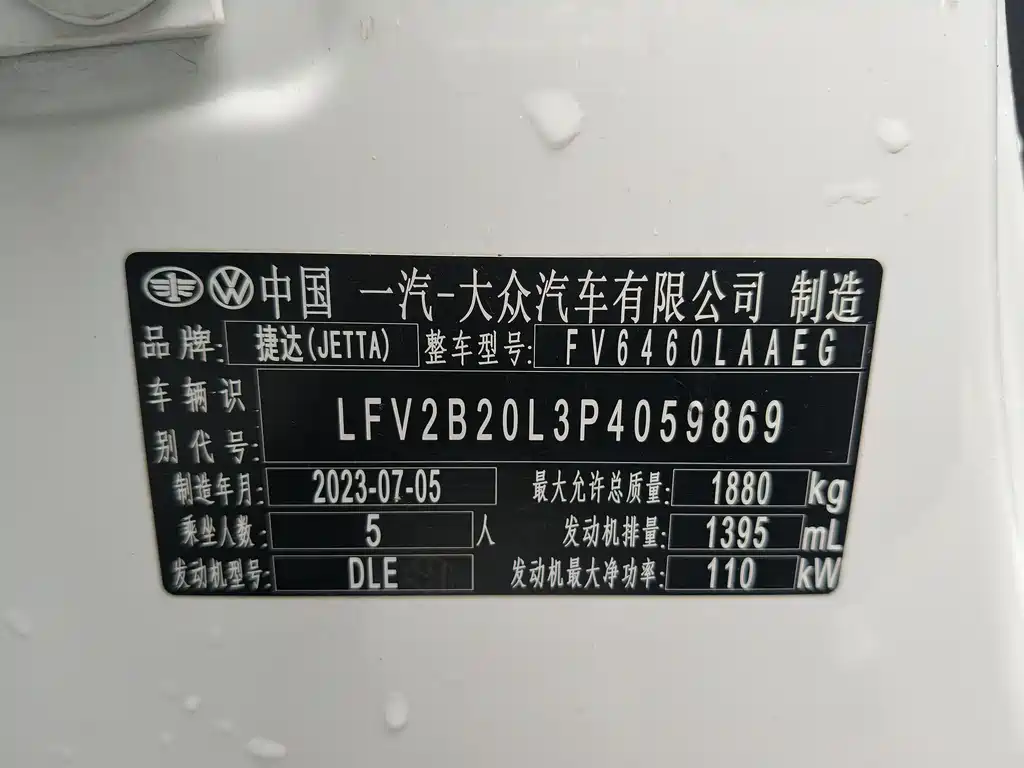 中国 一汽-大众汽车有限公司 制造
品牌: 捷达(JETTA) 整车型号: FV6460LAAEG
车辆识别代号: LFV2B20L3P4059869
制造年月: 2023-07-05 最大允许总质量: 1880 kg
乘坐人数: 5 人 发动机排量: 1395 mL
发动机型号: DLE 发动机最大净功率: 110 kW